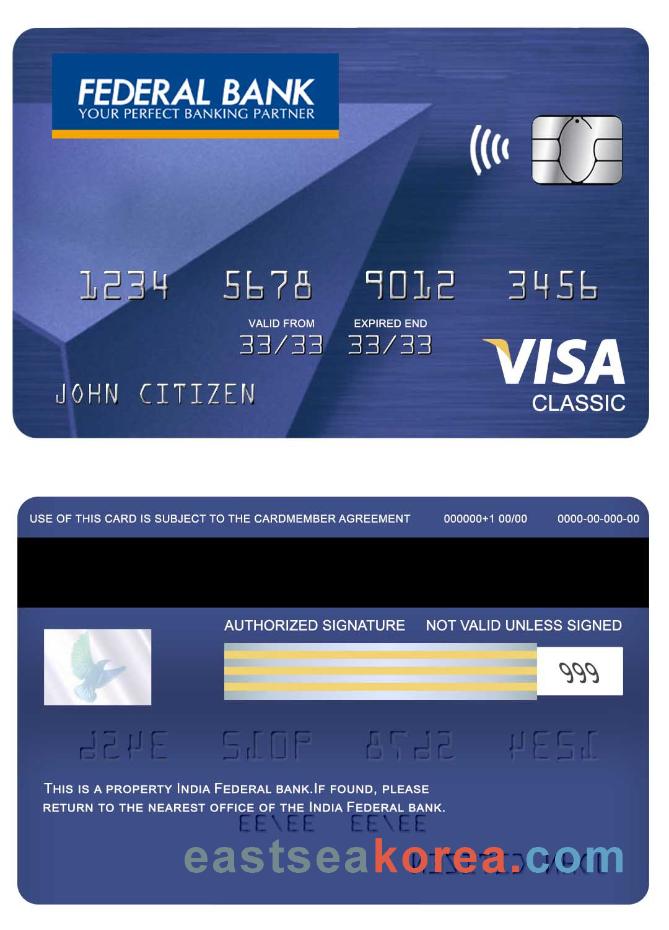 FEDERAL BANK
YOUR PERFECT BANKING PARTNER
1234 5678 9012 3456
VALID FROM EXPIRED END
33/33 33/33
VISA
JOHN CITIZEN
CLASSIC
USE OF THIS CARD IS SUBJECT TO THE CARDMEMBER AGREEMENT 000000+1 00/00 0000-00-000-00
AUTHORIZED SIGNATURE NOT VALID UNLESS SIGNED
999
THIS IS A PROPERTY INDIA FEDERAL BANK.IF FOUND, PLEASE
RETURN TO THE NEAREST OFFICE OF THE INDIA FEDERAL BANK.
eastseakorea.com